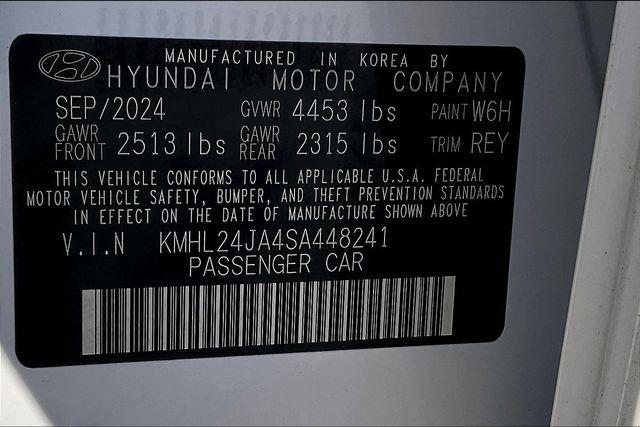 MANUFACTURED IN KOREA BY
HYUNDAI MOTOR COMPANY
SEP/2024 GVWR 4453 lbs PAINT W6H
GAWR FRONT 2513 lbs GAWR REAR 2315 lbs TRIM REY
THIS VEHICLE CONFORMS TO ALL APPLICABLE U.S.A. FEDERAL
MOTOR VEHICLE SAFETY, BUMPER, AND THEFT PREVENTION STANDARDS
IN EFFECT ON THE DATE OF MANUFACTURE SHOWN ABOVE
V.I.N KMHL24JA4SA448241
PASSENGER CAR